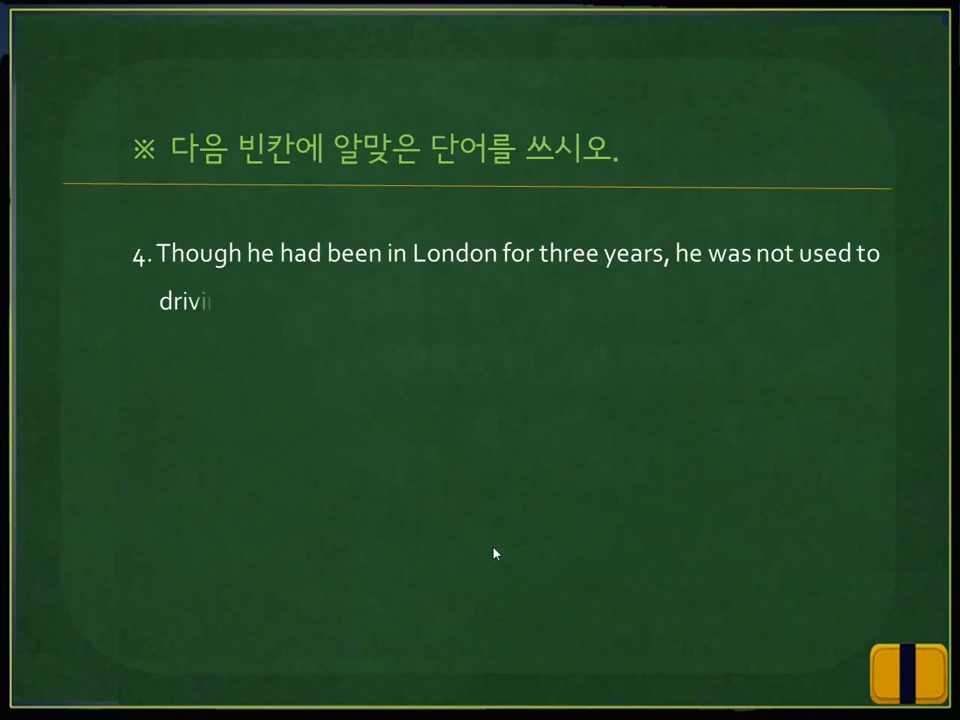 ※ 다음 빈칸에 알맞은 단어를 쓰시오.
4. Though he had been in London for three years, he was not used to
drivi